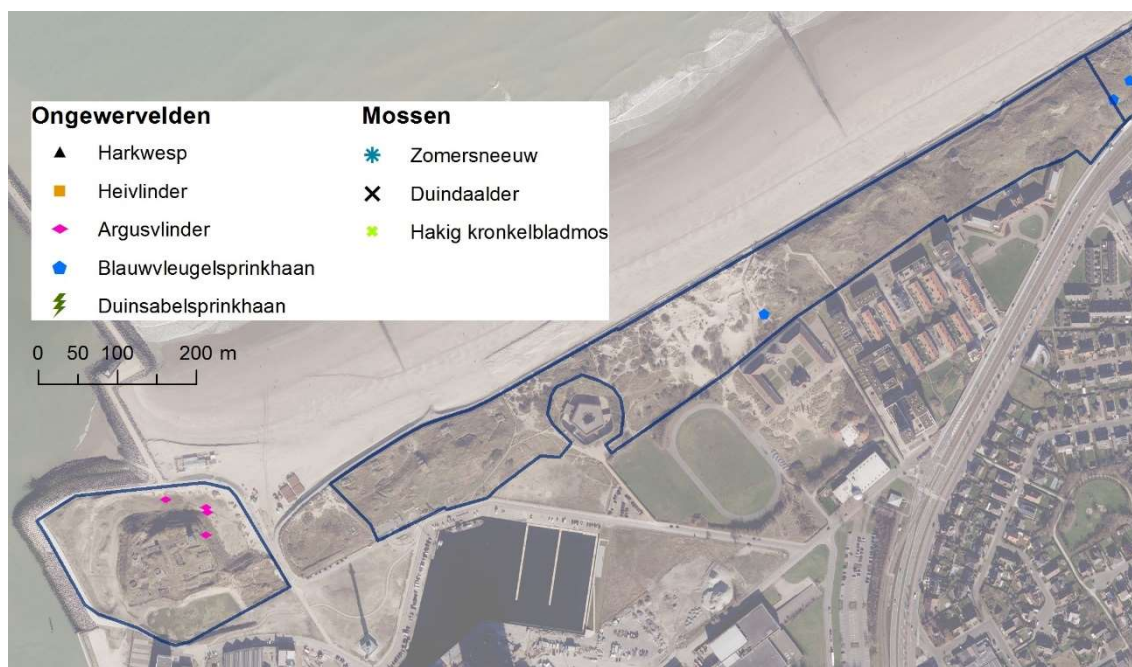 Ongewervelden
Harkwesp
Heivlinder
Argusvlinder
Blauwvleugelsprinkhaan
Duinsabelsprinkhaan
Mossen
Zomersneeuw
Duindaalder
Hakig kronkelbladmos
0 50 100 200 m